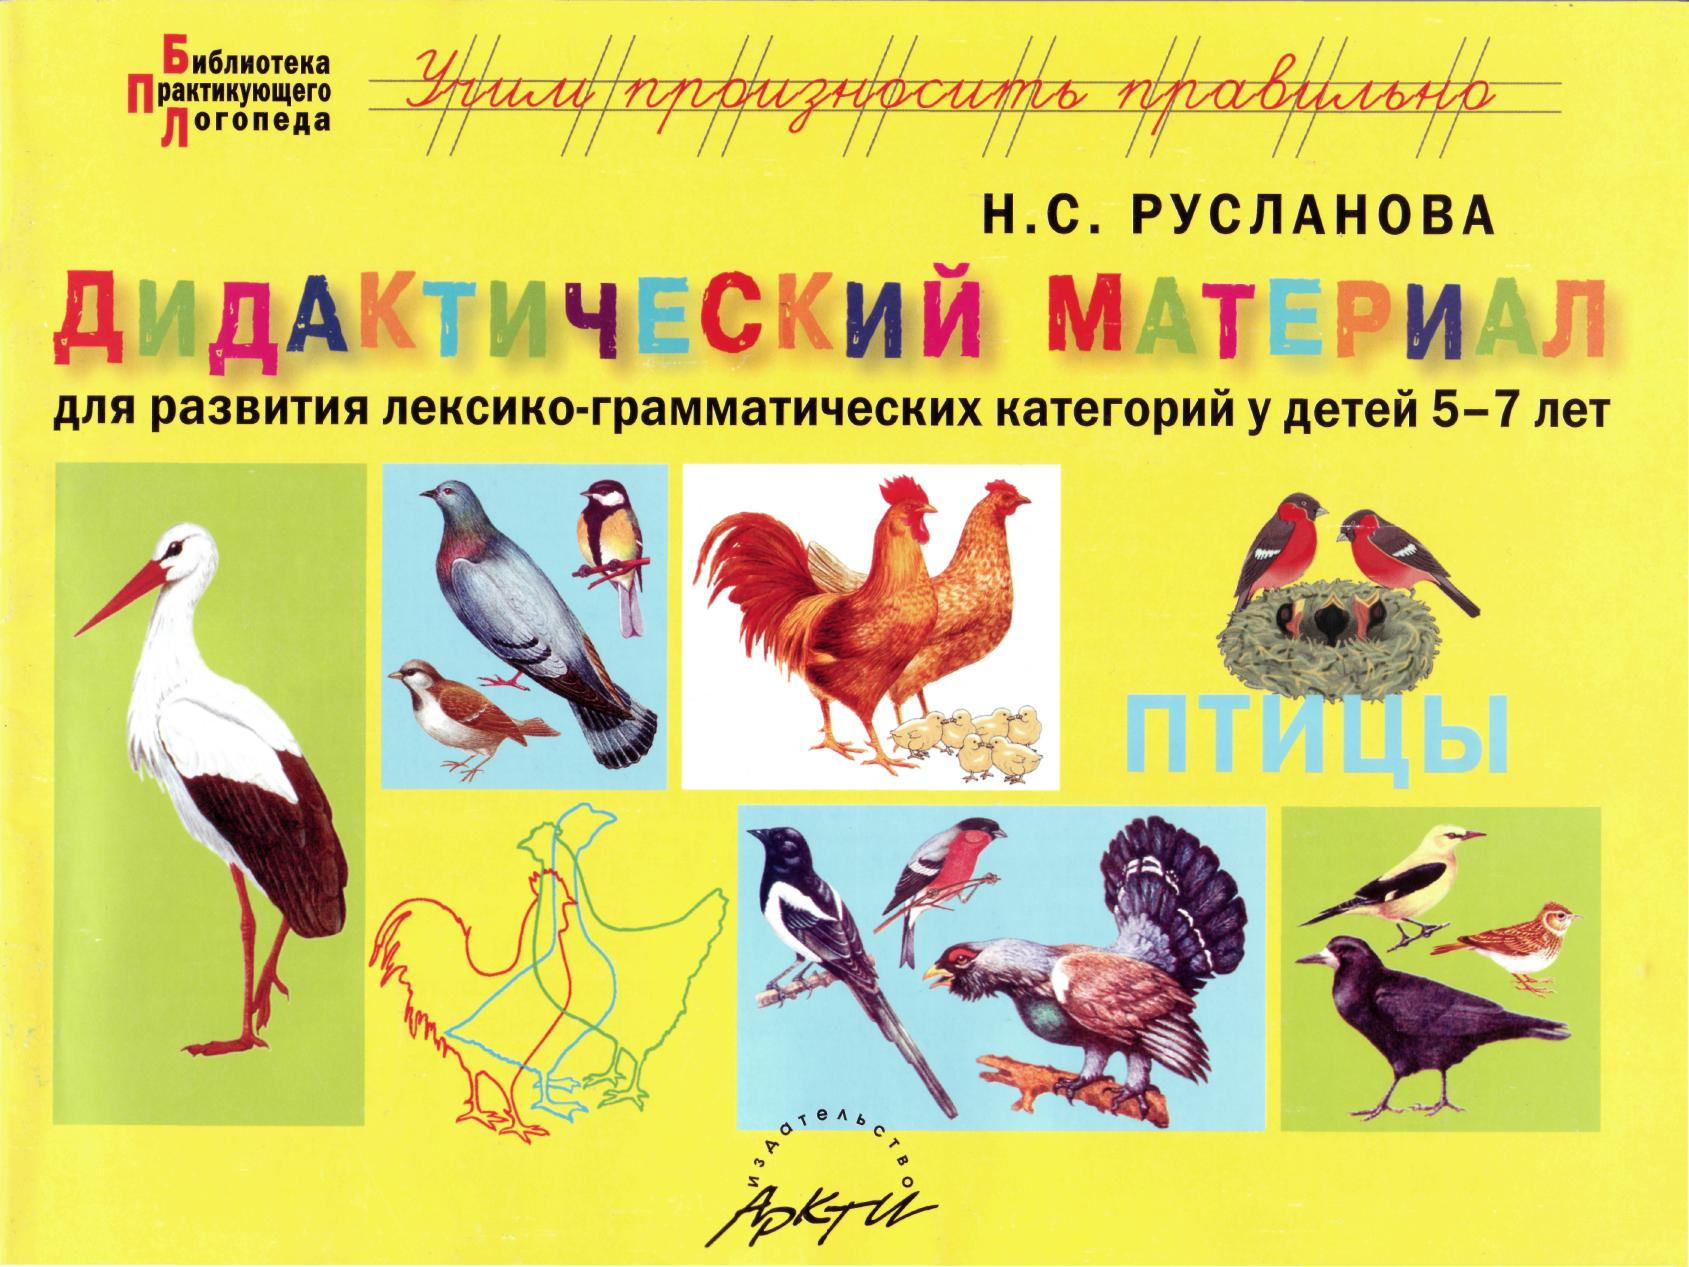 Библиотека
Практикующего
Логопеда
Учим произносить правильно
Н.С. РУСЛАНОВА
ДИДАКТИЧЕСКИЙ МАТЕРИАЛ
для развития лексико-грамматических категорий у детей 5–7 лет
ПТИЦЫ
издательство
АРКТИ